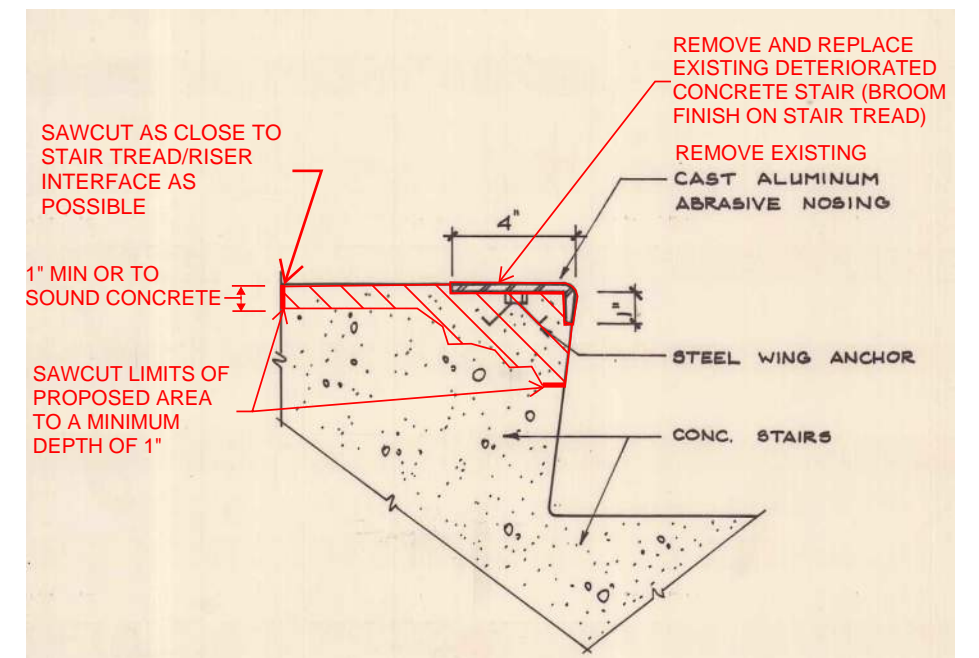 REMOVE AND REPLACE
EXISTING DETERIORATED
CONCRETE STAIR (BROOM
FINISH ON STAIR TREAD)
REMOVE EXISTING
CAST ALUMINUM
ABRASIVE NOSING
SAWCUT AS CLOSE TO
STAIR TREAD/RISER
INTERFACE AS
POSSIBLE
4"
1" MIN OR TO
SOUND CONCRETE
1"
STEEL WING ANCHOR
SAWCUT LIMITS OF
PROPOSED AREA
TO A MINIMUM
DEPTH OF 1"
CONC. STAIRS